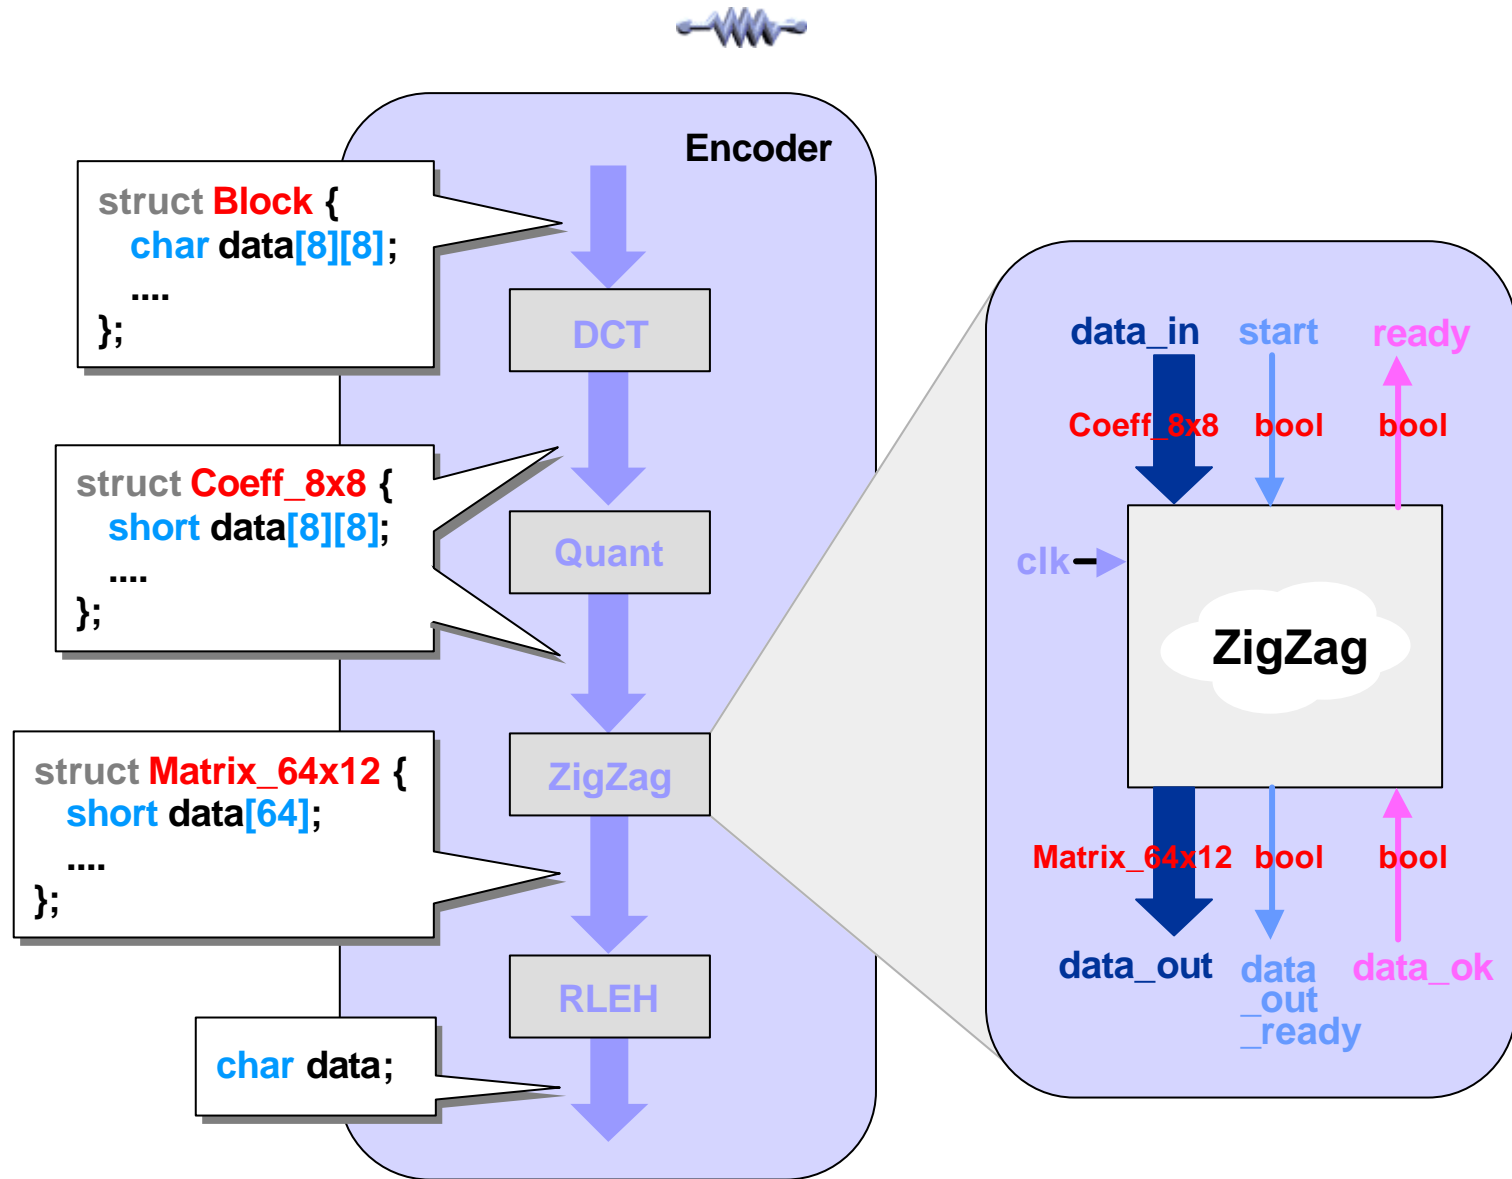 Encoder
struct Block {
char data[8][8];
....
};
DCT
struct Coeff_8x8 {
short data[8][8];
....
};
Quant
struct Matrix_64x12 {
short data[64];
....
};
ZigZag
RLEH
char data;
data_in start ready
Coeff_8x8 bool bool
clk
ZigZag
Matrix_64x12 bool bool
data_out
data
_out
_ready
data_ok